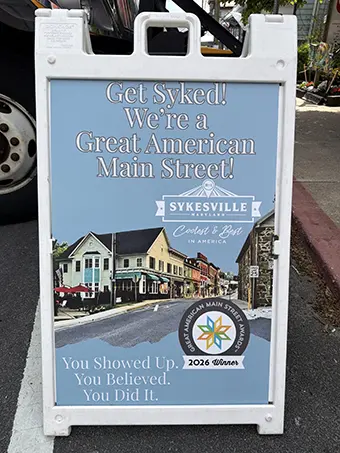 Get Syked!
We're a
Great American
Main Street!
SYKESVILLE
MARYLAND
Coolest & Best
IN AMERICA
GREAT AMERICAN MAIN STREET AWARDS
2026 Winner
You Showed Up.
You Believed.
You Did It.